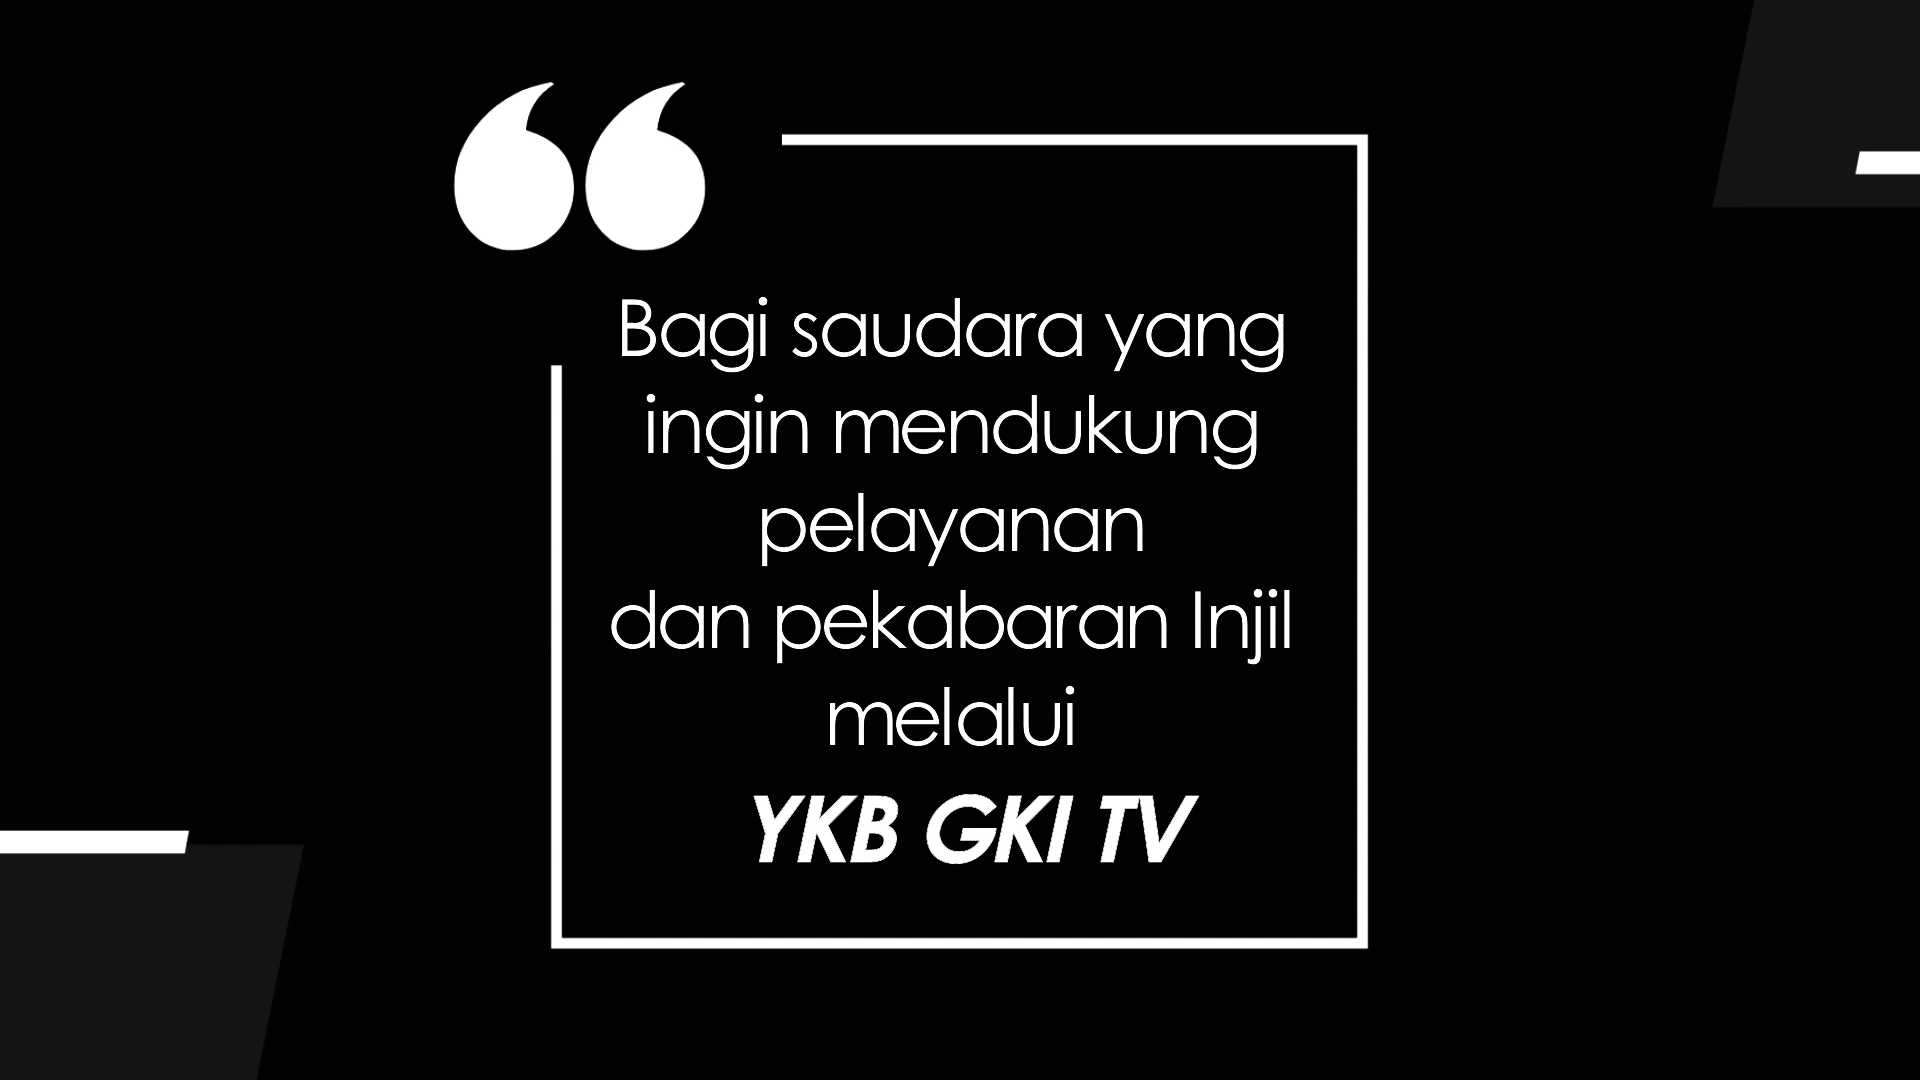 Bagi saudara yang
ingin mendukung
pelayanan
dan pekabaran Injil
melalui
YKB GKI TV